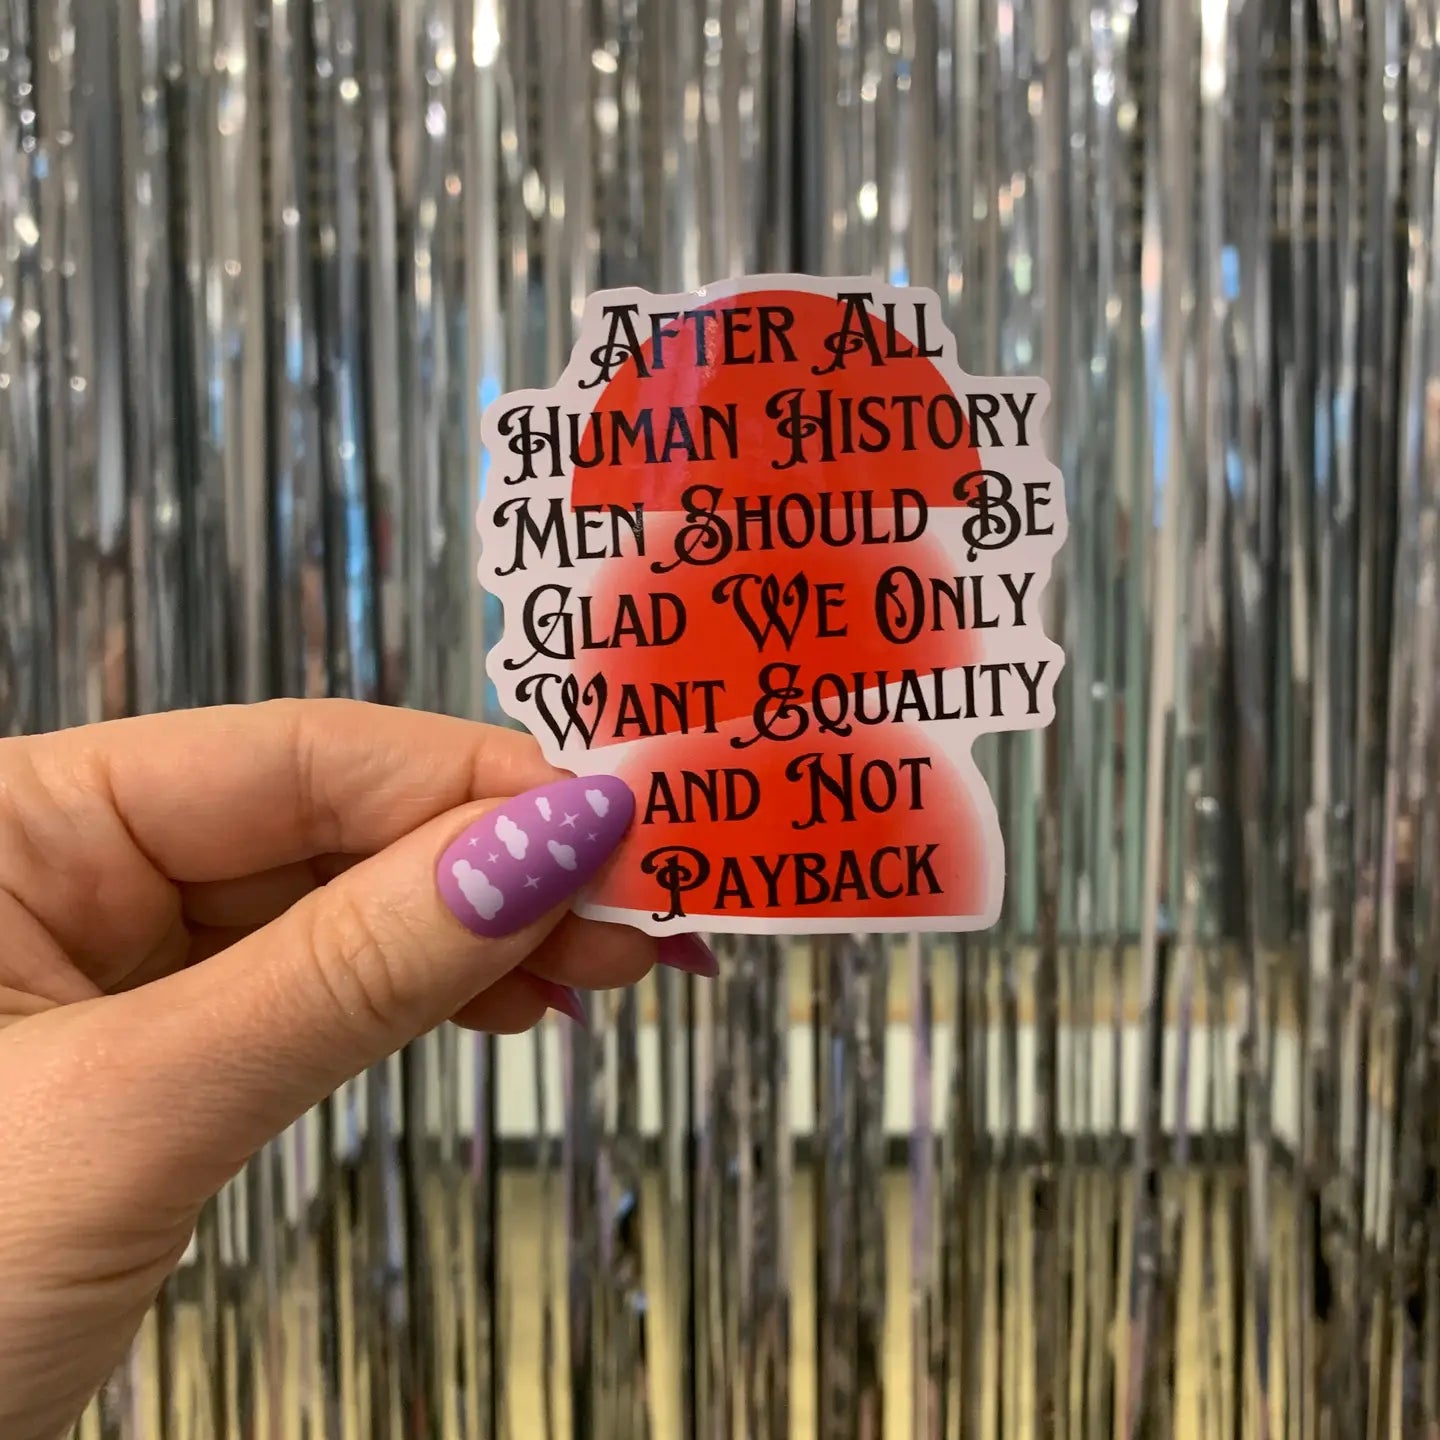 After All
Human History
Men Should Be
Glad We Only
Want Equality
and Not
Payback